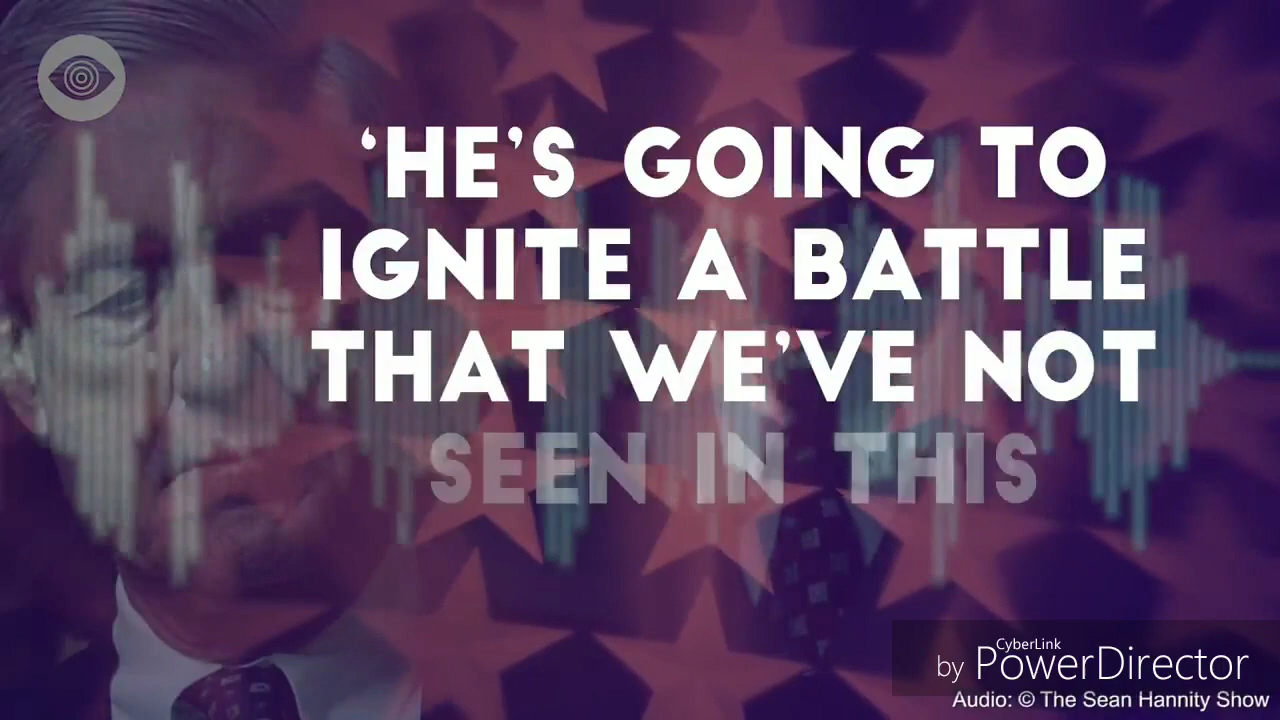 ‘HE’S GOING TO
IGNITE A BATTLE
THAT WE’VE NOT
SEEN IN THIS
CyberLink
by PowerDirector
Audio: © The Sean Hannity Show